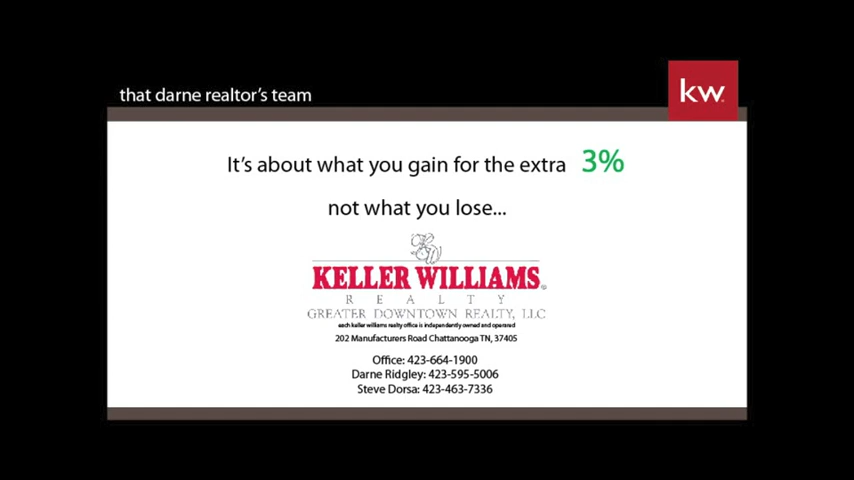 that darne realtor's team
kw.
It's about what you gain for the extra 3%
not what you lose...
KW
KELLER WILLIAMS®
REALTY
GREATER DOWNTOWN REALTY, LLC
each keller williams realty office is independently owned and operated
202 Manufacturers Road Chattanooga TN, 37405
Office: 423-664-1900
Darne Ridgley: 423-595-5006
Steve Dorsa: 423-463-7336